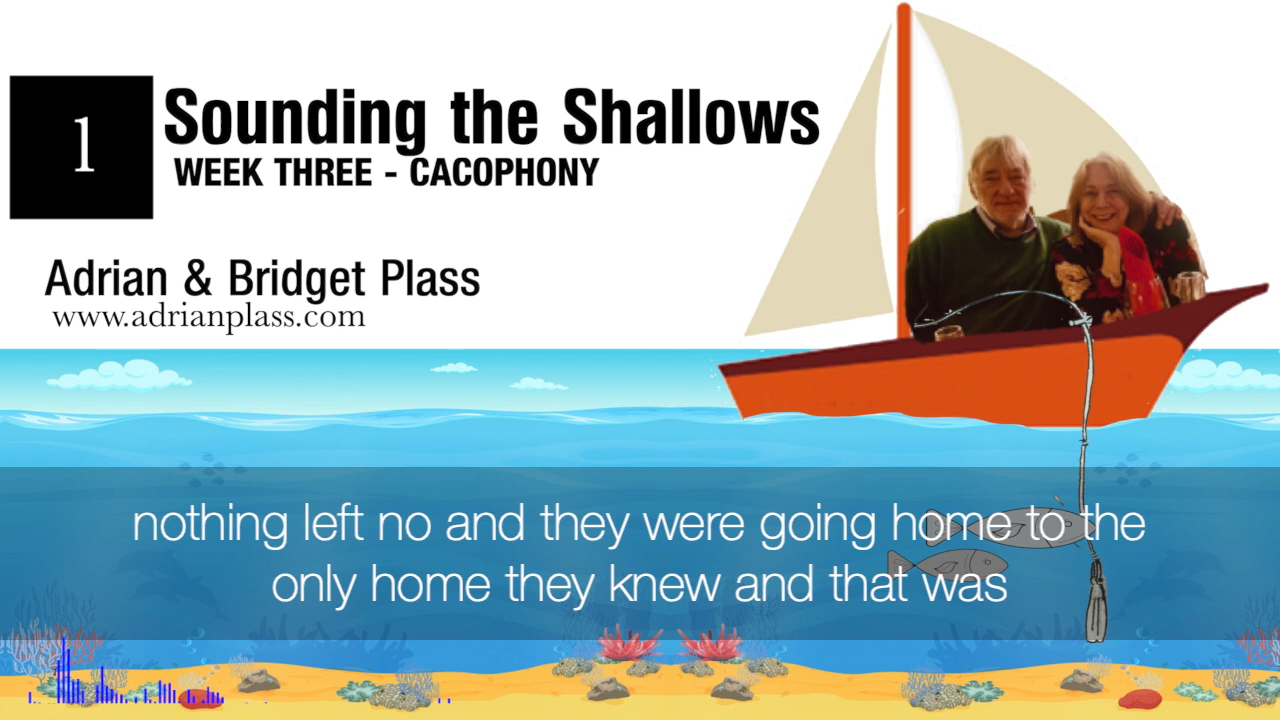 1
Sounding the Shallows
WEEK THREE - CACOPHONY
Adrian & Bridget Plass
www.adrianplass.com
nothing left no and they were going home to the
only home they knew and that was